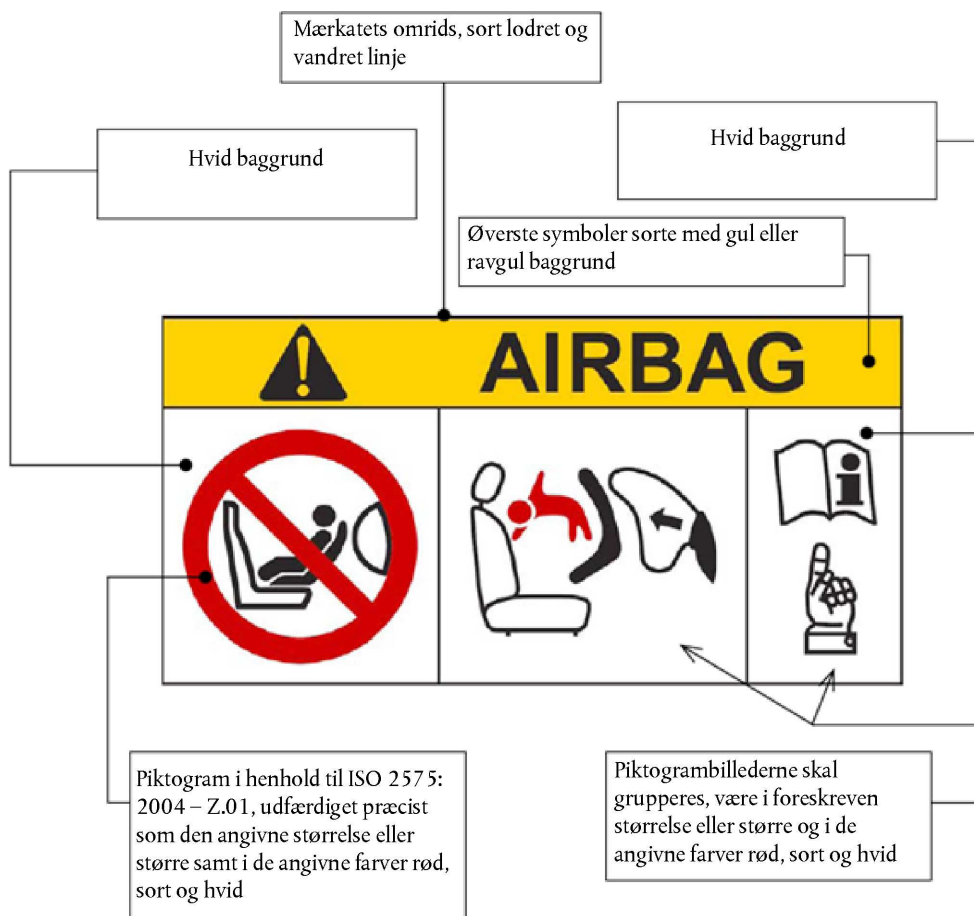 Mærkatets omrids, sort lodret og
vandret linje
Hvid baggrund
Hvid baggrund
Øverste symboler sorte med gul eller
ravgul baggrund
AIRBAG
Piktogram i henhold til ISO 2575:
2004 – Z.01, udfærdiget præcist
som den angivne størrelse eller
større samt i de angivne farver rød,
sort og hvid
Piktogrambillederne skal
grupperes, være i foreskreven
størrelse eller større og i de
angivne farver rød, sort og hvid